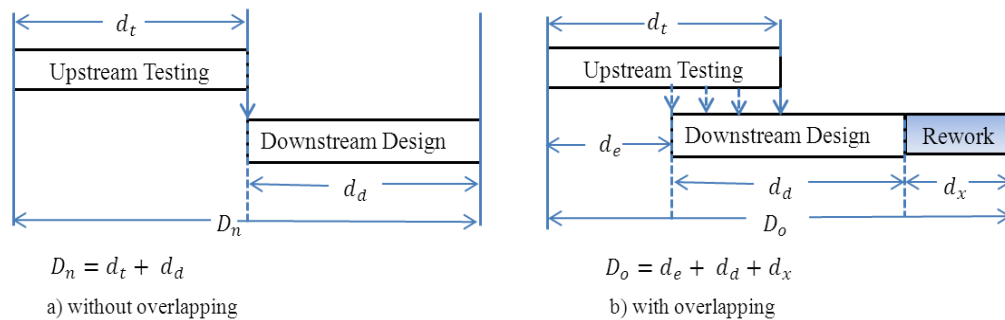 d_t
Upstream Testing
Downstream Design
d_d
D_n
D_n = d_t + d_d
a) without overlapping
d_t
Upstream Testing
d_e
Downstream Design
Rework
d_d
d_x
D_o
D_o = d_e + d_d + d_x
b) with overlapping